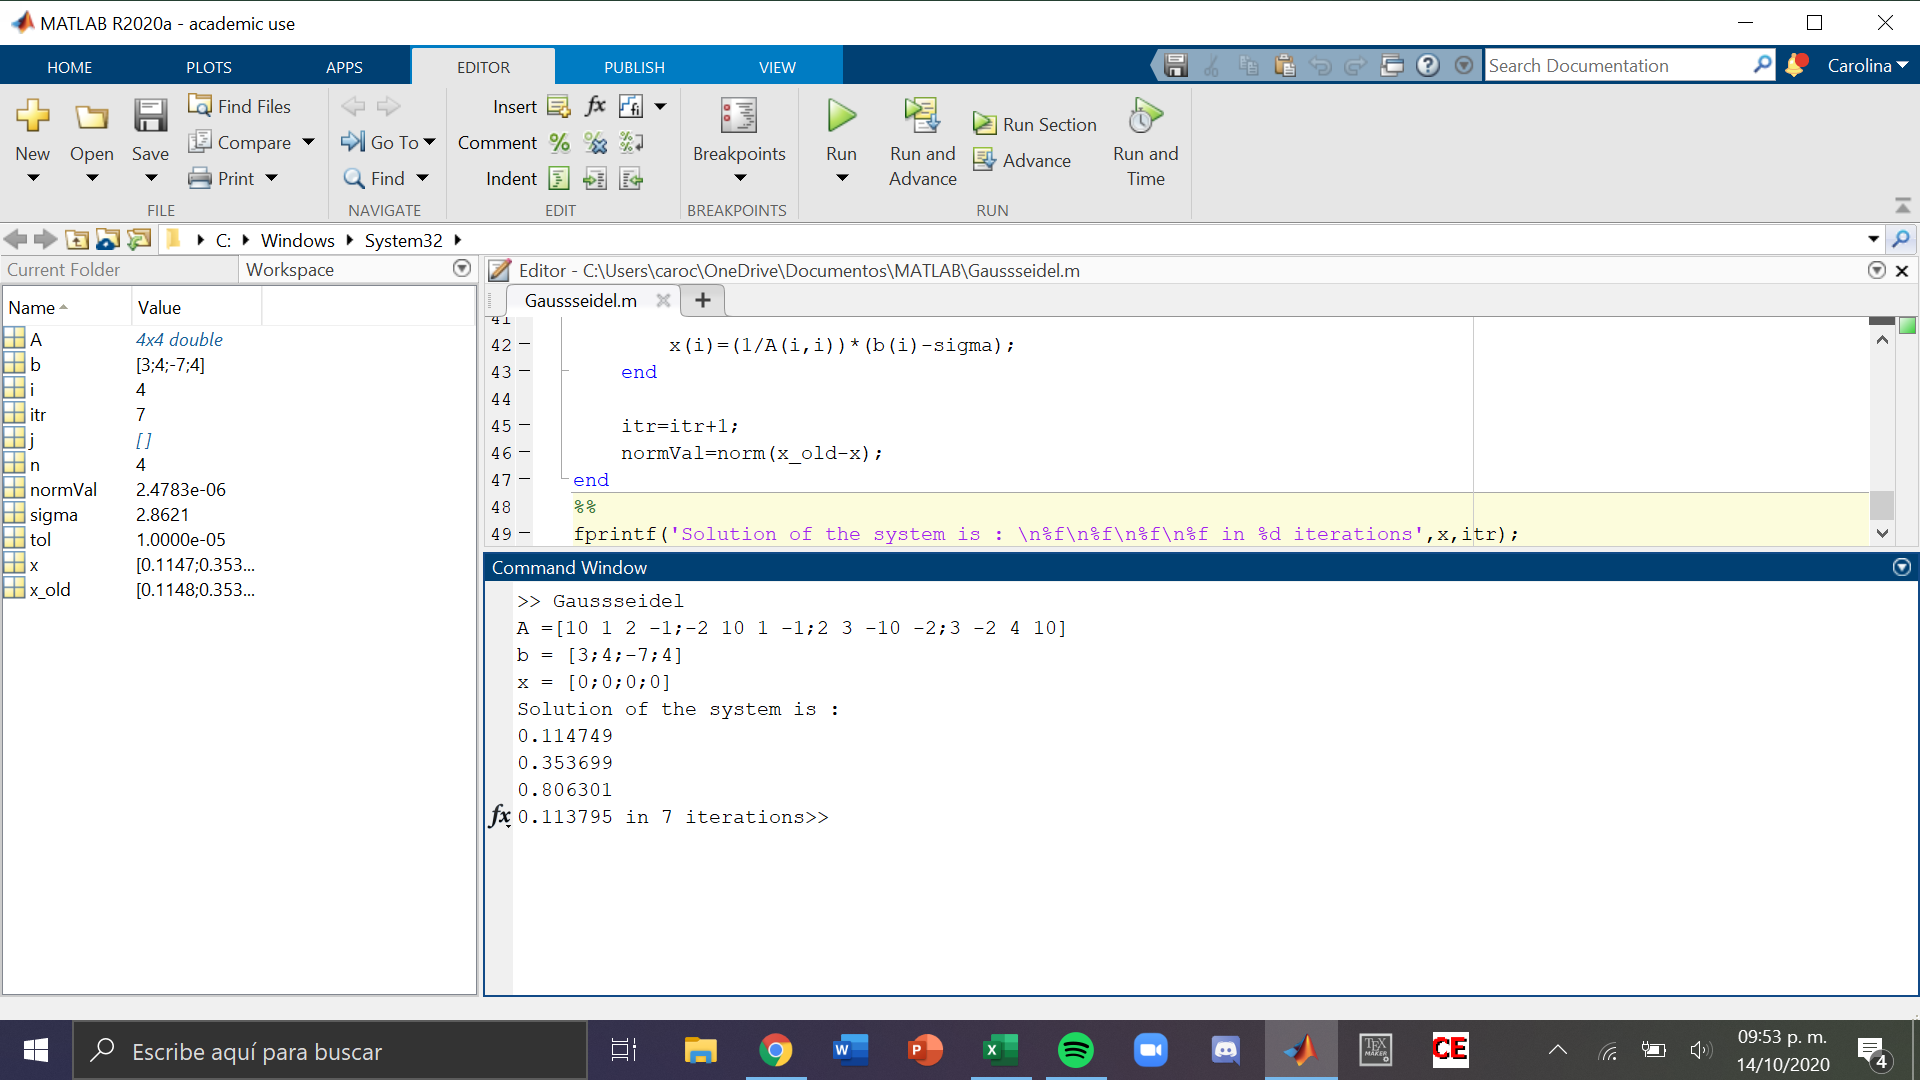 MATLAB R2020a - academic use
HOME PLOTS APPS EDITOR PUBLISH VIEW
Search Documentation
Carolina
New
Open
Save
Find Files
Compare
Print
FILE
Go To
Find
NAVIGATE
Insert
fx
fi
Comment
Indent
EDIT
Breakpoints
BREAKPOINTS
Run
Run and Advance
Run Section
Advance
Run and Time
RUN
C: Windows System32
Current Folder
Workspace
Name Value
A 4x4 double
b [3;4;-7;4]
i 4
itr 7
j []
n 4
normVal 2.4783e-06
sigma 2.8621
tol 1.0000e-05
x [0.1147;0.353...
x_old [0.1148;0.353...
Editor - C:\Users\caroc\OneDrive\Documentos\MATLAB\Gaussseidel.m
Gaussseidel.m
41
42 x(i)=(1/A(i,i))*(b(i)-sigma);
43 end
44
45 itr=itr+1;
46 normVal=norm(x_old-x);
47 end
48 %%
49 fprintf('Solution of the system is : \n%f\n%f\n%f\n%f in %d iterations',x,itr);
Command Window
>> Gaussseidel
A =[10 1 2 -1;-2 10 1 -1;2 3 -10 -2;3 -2 4 10]
b = [3;4;-7;4]
x = [0;0;0;0]
Solution of the system is :
0.114749
0.353699
0.806301
fx 0.113795 in 7 iterations>>
Escribe aquí para buscar
W
P
X
TEX MAKER
CE
09:53 p. m.
14/10/2020
4